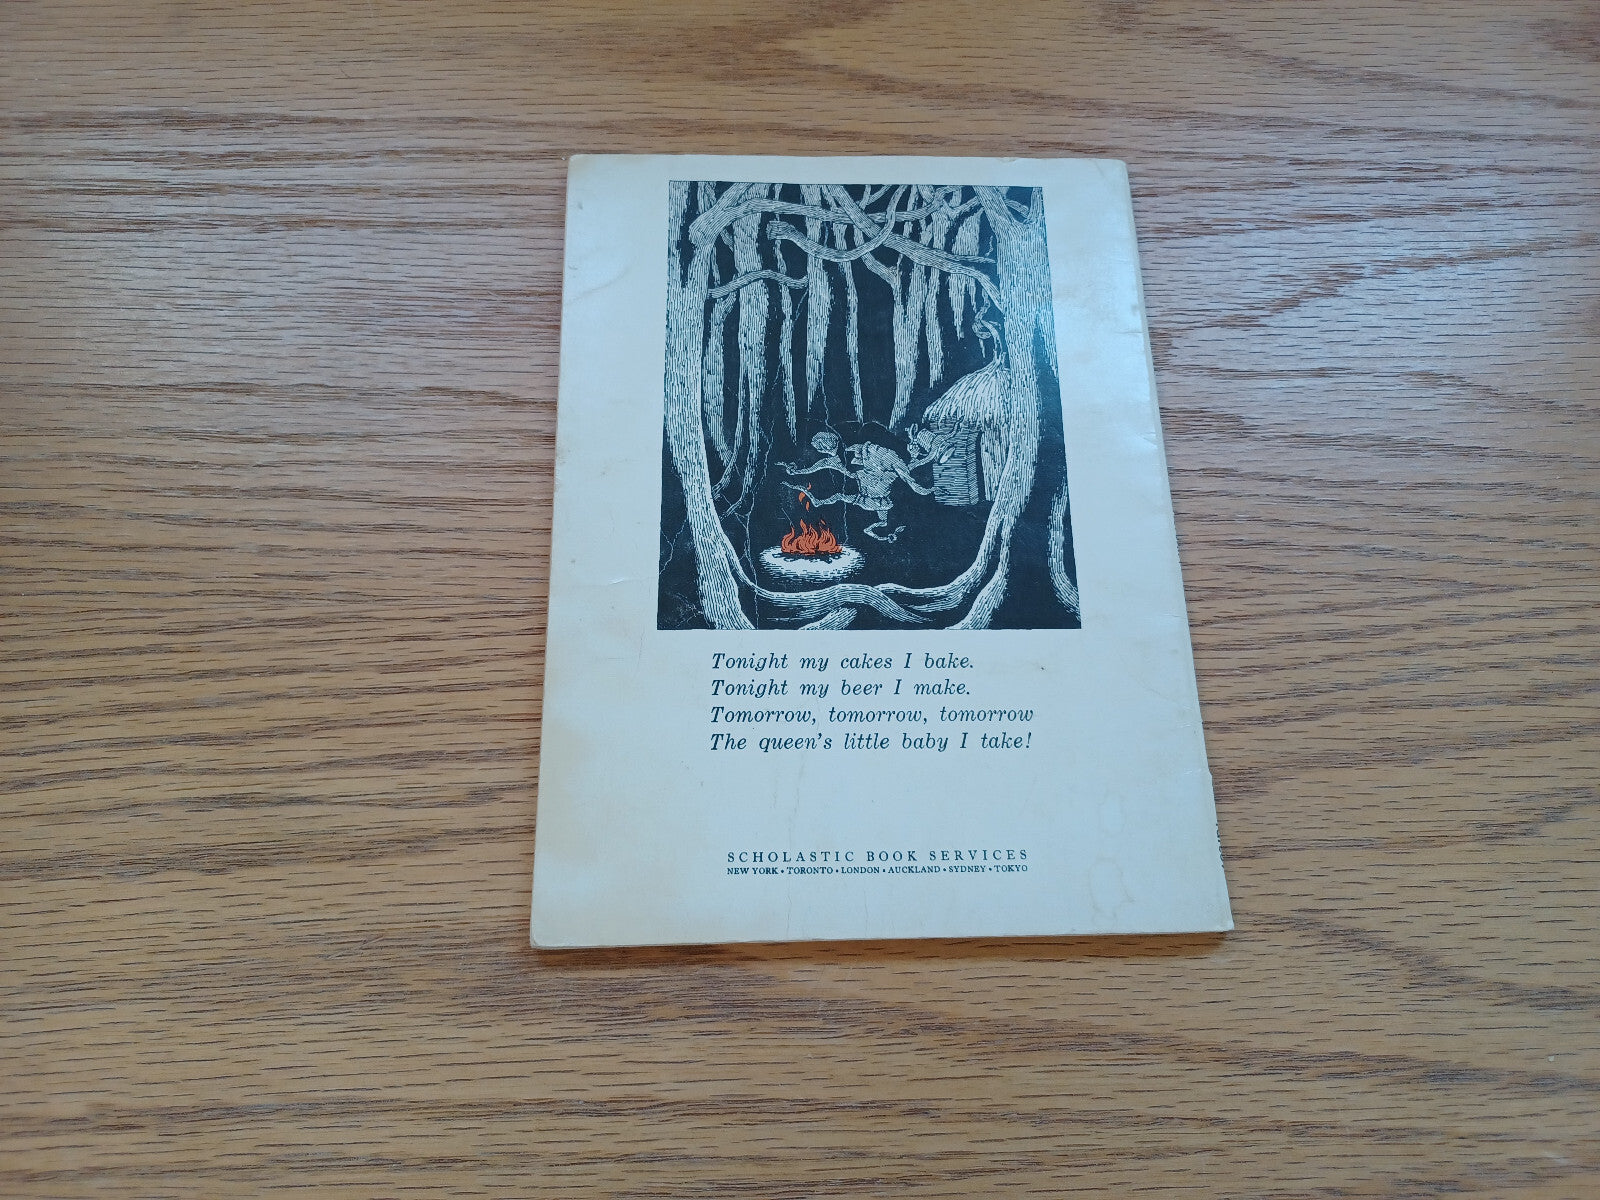 Tonight my cakes I bake.
Tonight my beer I make.
Tomorrow, tomorrow, tomorrow
The queen's little baby I take!
SCHOLASTIC BOOK SERVICES
NEW YORK • TORONTO • LONDON • AUCKLAND • SYDNEY • TOKYO